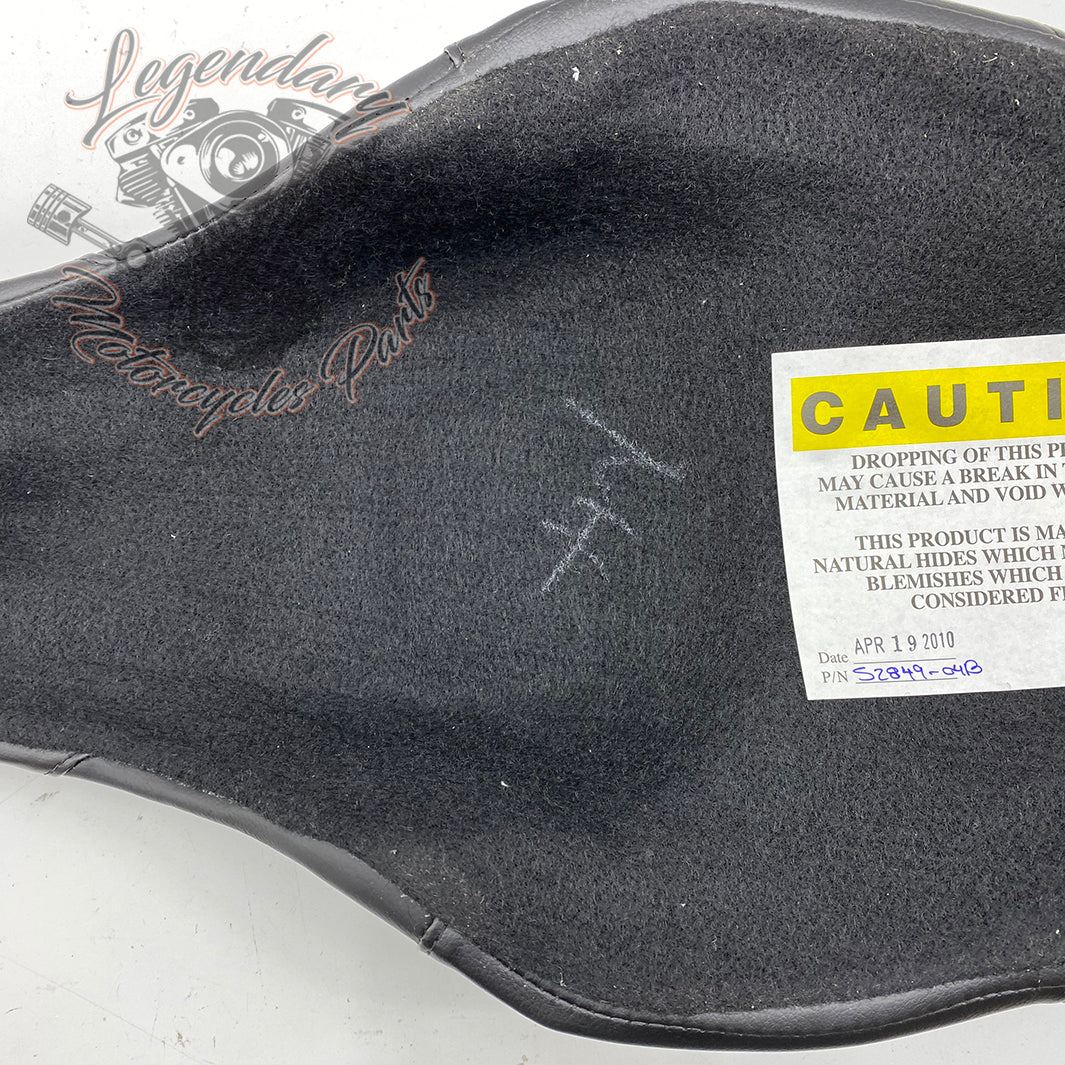 Legendary
Motorcycles Parts
CAUTI
DROPPING OF THIS P
MAY CAUSE A BREAK IN
MATERIAL AND VOID W
THIS PRODUCT IS MA
NATURAL HIDES WHICH
BLEMISHES WHICH
CONSIDERED F
Date APR 19 2010
P/N 52849-04B